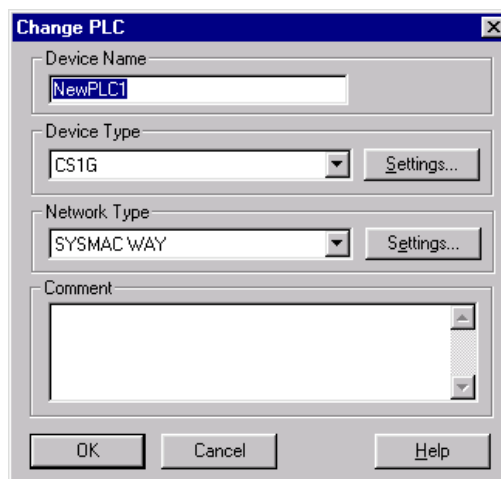 Change PLC
Device Name
NewPLC1
Device Type
CS1G
Settings...
Network Type
SYSMAC WAY
Settings...
Comment
OK
Cancel
Help